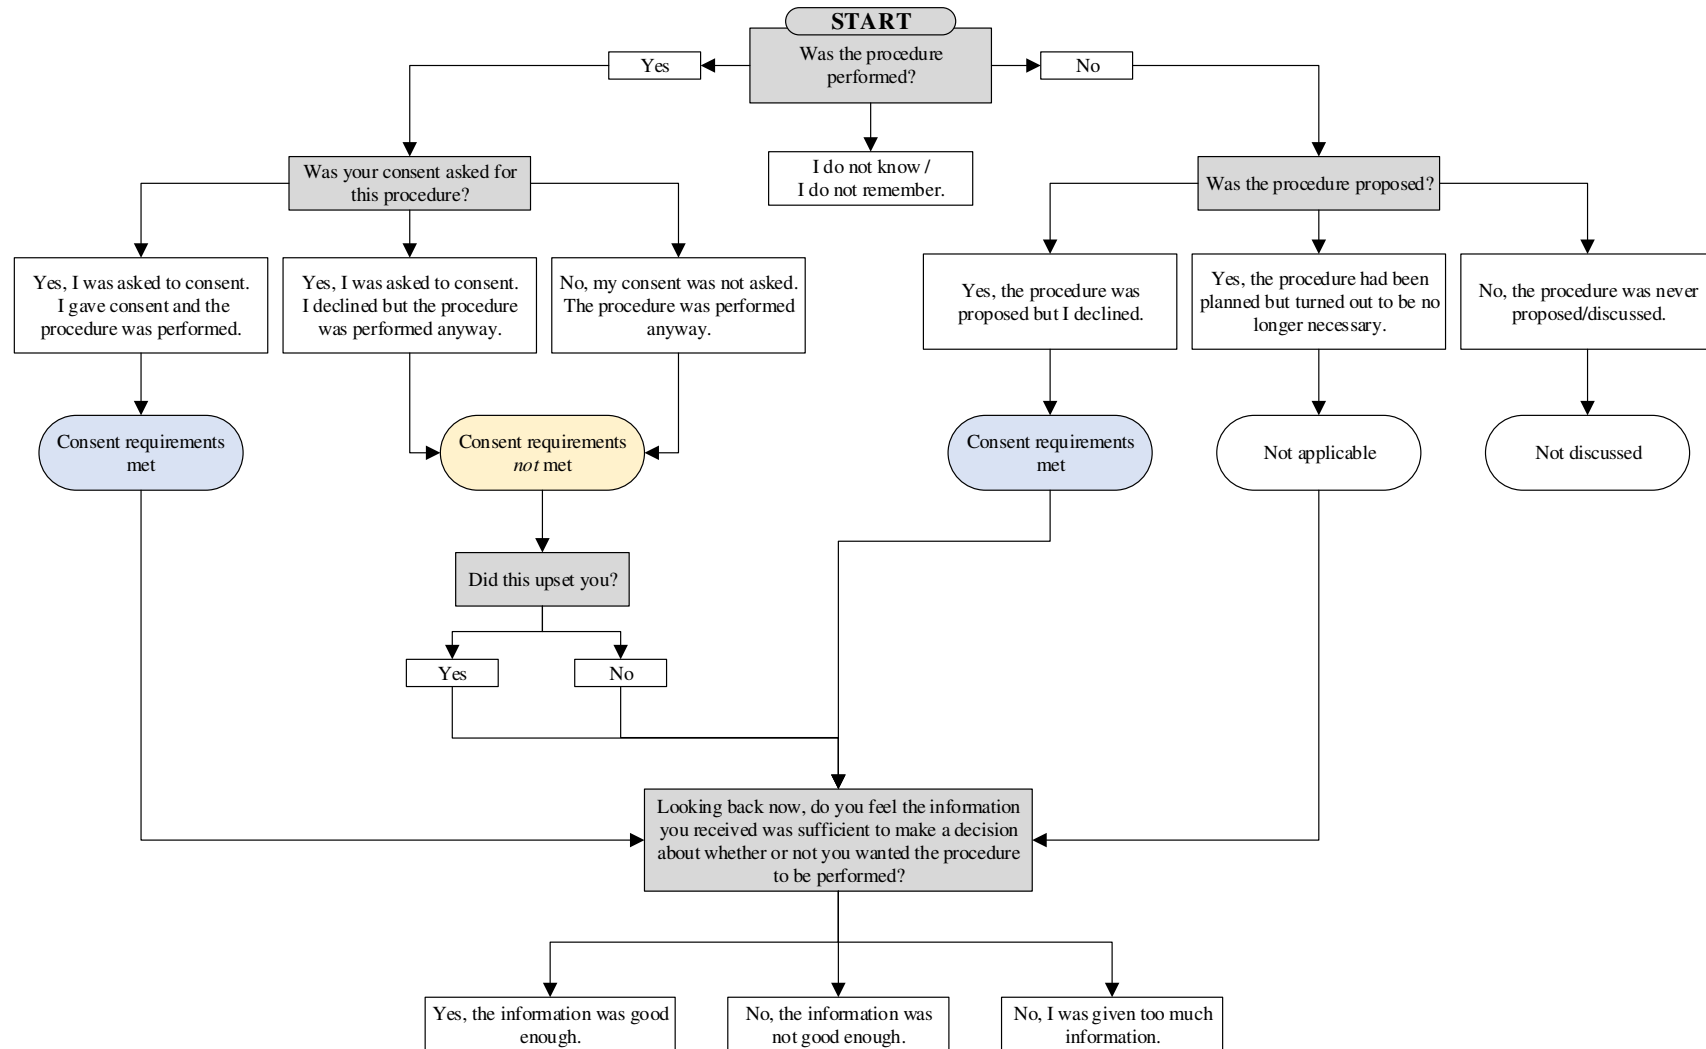 START
Was the procedure
performed?
Yes
No
I do not know /
I do not remember.
Was your consent asked for
this procedure?
Was the procedure proposed?
Yes, I was asked to consent.
I gave consent and the
procedure was performed.
Yes, I was asked to consent.
I declined but the procedure
was performed anyway.
No, my consent was not asked.
The procedure was performed
anyway.
Yes, the procedure was
proposed but I declined.
Yes, the procedure had been
planned but turned out to be no
longer necessary.
No, the procedure was never
proposed/discussed.
Consent requirements
met
Consent requirements
not met
Consent requirements
met
Not applicable
Not discussed
Did this upset you?
Yes
No
Looking back now, do you feel the information
you received was sufficient to make a decision
about whether or not you wanted the procedure
to be performed?
Yes, the information was good
enough.
No, the information was
not good enough.
No, I was given too much
information.